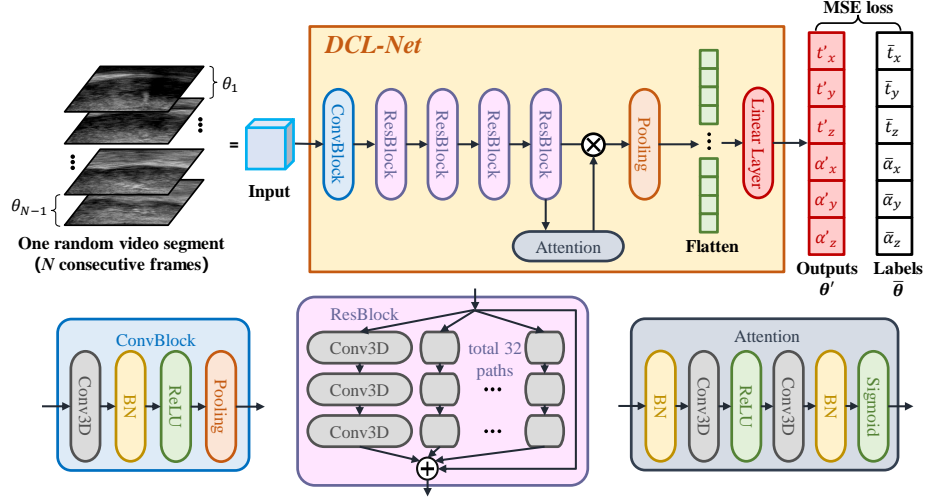 MSE loss
DCL-Net
θ1
θN−1
One random video segment
(N consecutive frames)
=
Input
ConvBlock
ResBlock
ResBlock
ResBlock
ResBlock
Attention
Pooling
Flatten
Linear Layer
t'x
t'y
t'z
α'x
α'y
α'z
Outputs
θ'
t̄x
t̄y
t̄z
ᾱx
ᾱy
ᾱz
Labels
θ̄
ConvBlock
Conv3D
BN
ReLU
Pooling
ResBlock
Conv3D
Conv3D
Conv3D
total 32
paths
...
...
Attention
BN
Conv3D
ReLU
Conv3D
BN
Sigmoid